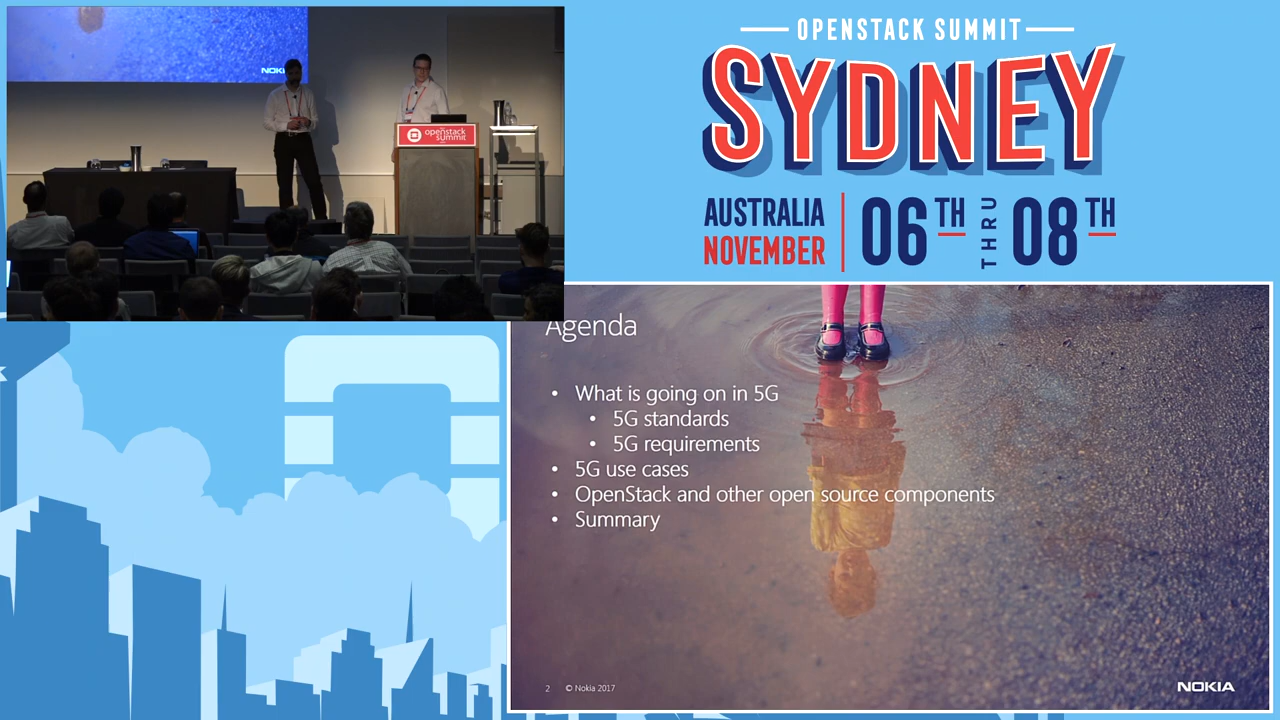 OPENSTACK SUMMIT
SYDNEY
AUSTRALIA
NOVEMBER
06TH
THRU
08TH
openstack
summit
Agenda
• What is going on in 5G
• 5G standards
• 5G requirements
• 5G use cases
• OpenStack and other open source components
• Summary
2 © Nokia 2017
NOKIA